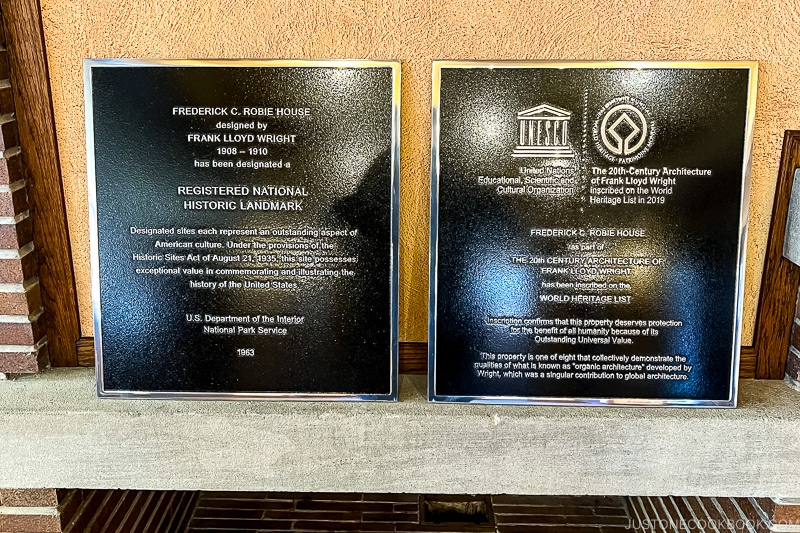 FREDERICK C. ROBIE HOUSE
designed by
FRANK LLOYD WRIGHT
1908 – 1910
has been designated a
REGISTERED NATIONAL
HISTORIC LANDMARK
Designated sites each represent an outstanding aspect of
American culture. Under the provisions of the
Historic Sites Act of August 21, 1935, this site possesses
exceptional value in commemorating and illustrating the
history of the United States.
U.S. Department of the Interior
National Park Service
1963
UNESCO
United Nations
Educational, Scientific and
Cultural Organization
WORLD HERITAGE
PATRIMOINE MONDIAL
The 20th-Century Architecture
of Frank Lloyd Wright
inscribed on the World
Heritage List in 2019
FREDERICK C. ROBIE HOUSE
as part of
THE 20th CENTURY ARCHITECTURE OF
FRANK LLOYD WRIGHT
has been inscribed on the
WORLD HERITAGE LIST
Inscription confirms that this property deserves protection
for the benefit of all humanity because of its
Outstanding Universal Value.
This property is one of eight that collectively demonstrate the
qualities of what is known as "organic architecture" developed by
Wright, which was a singular contribution to global architecture.
JUSTONECOOKBOOK.COM